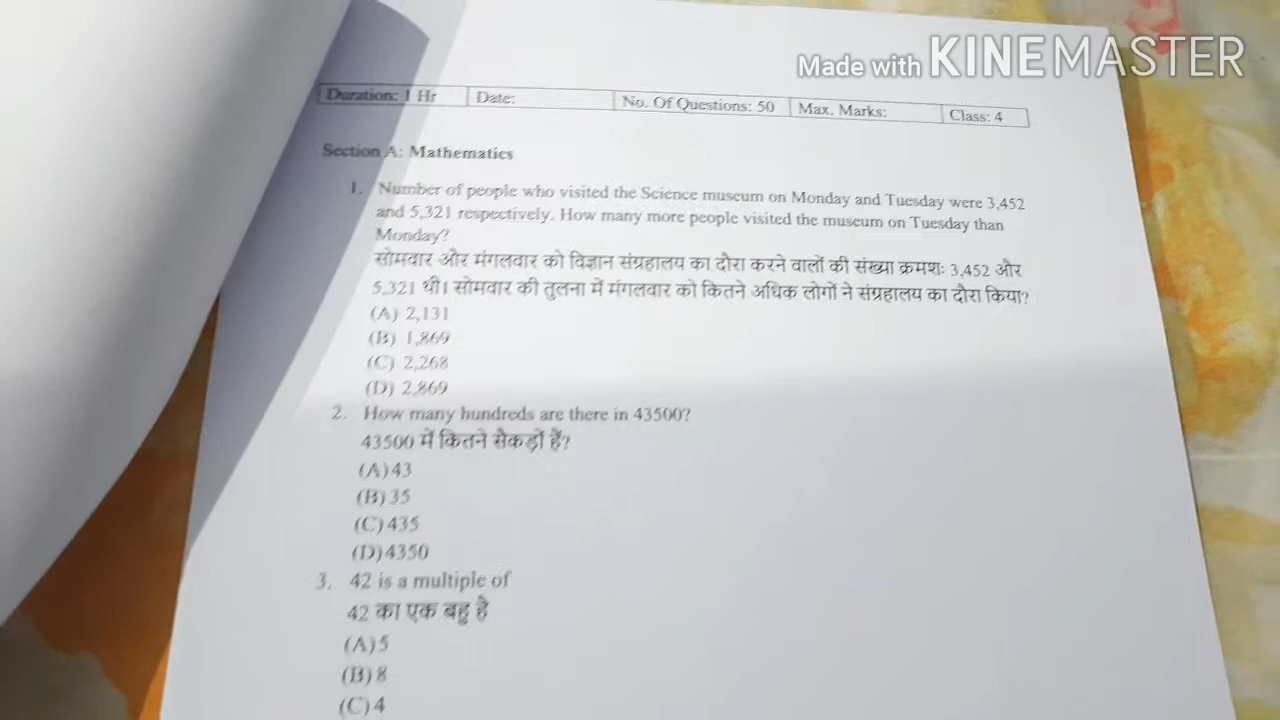 Made with KINEMASTER
Duration: 1 Hr Date: No. Of Questions: 50 Max. Marks: Class: 4
Section A: Mathematics
1. Number of people who visited the Science museum on Monday and Tuesday were 3,452
and 5,321 respectively. How many more people visited the museum on Tuesday than
Monday?
सोमवार और मंगलवार को विज्ञान संग्रहालय का दौरा करने वालों की संख्या क्रमशः 3,452 और
5,321 थी। सोमवार की तुलना में मंगलवार को कितने अधिक लोगों ने संग्रहालय का दौरा किया?
(A) 2,131
(B) 1,869
(C) 2,268
(D) 2,869
2. How many hundreds are there in 43500?
43500 में कितने सैकड़ों हैं?
(A) 43
(B) 35
(C) 435
(D) 4350
3. 42 is a multiple of
42 का एक बहु है
(A) 5
(B) 8
(C) 4